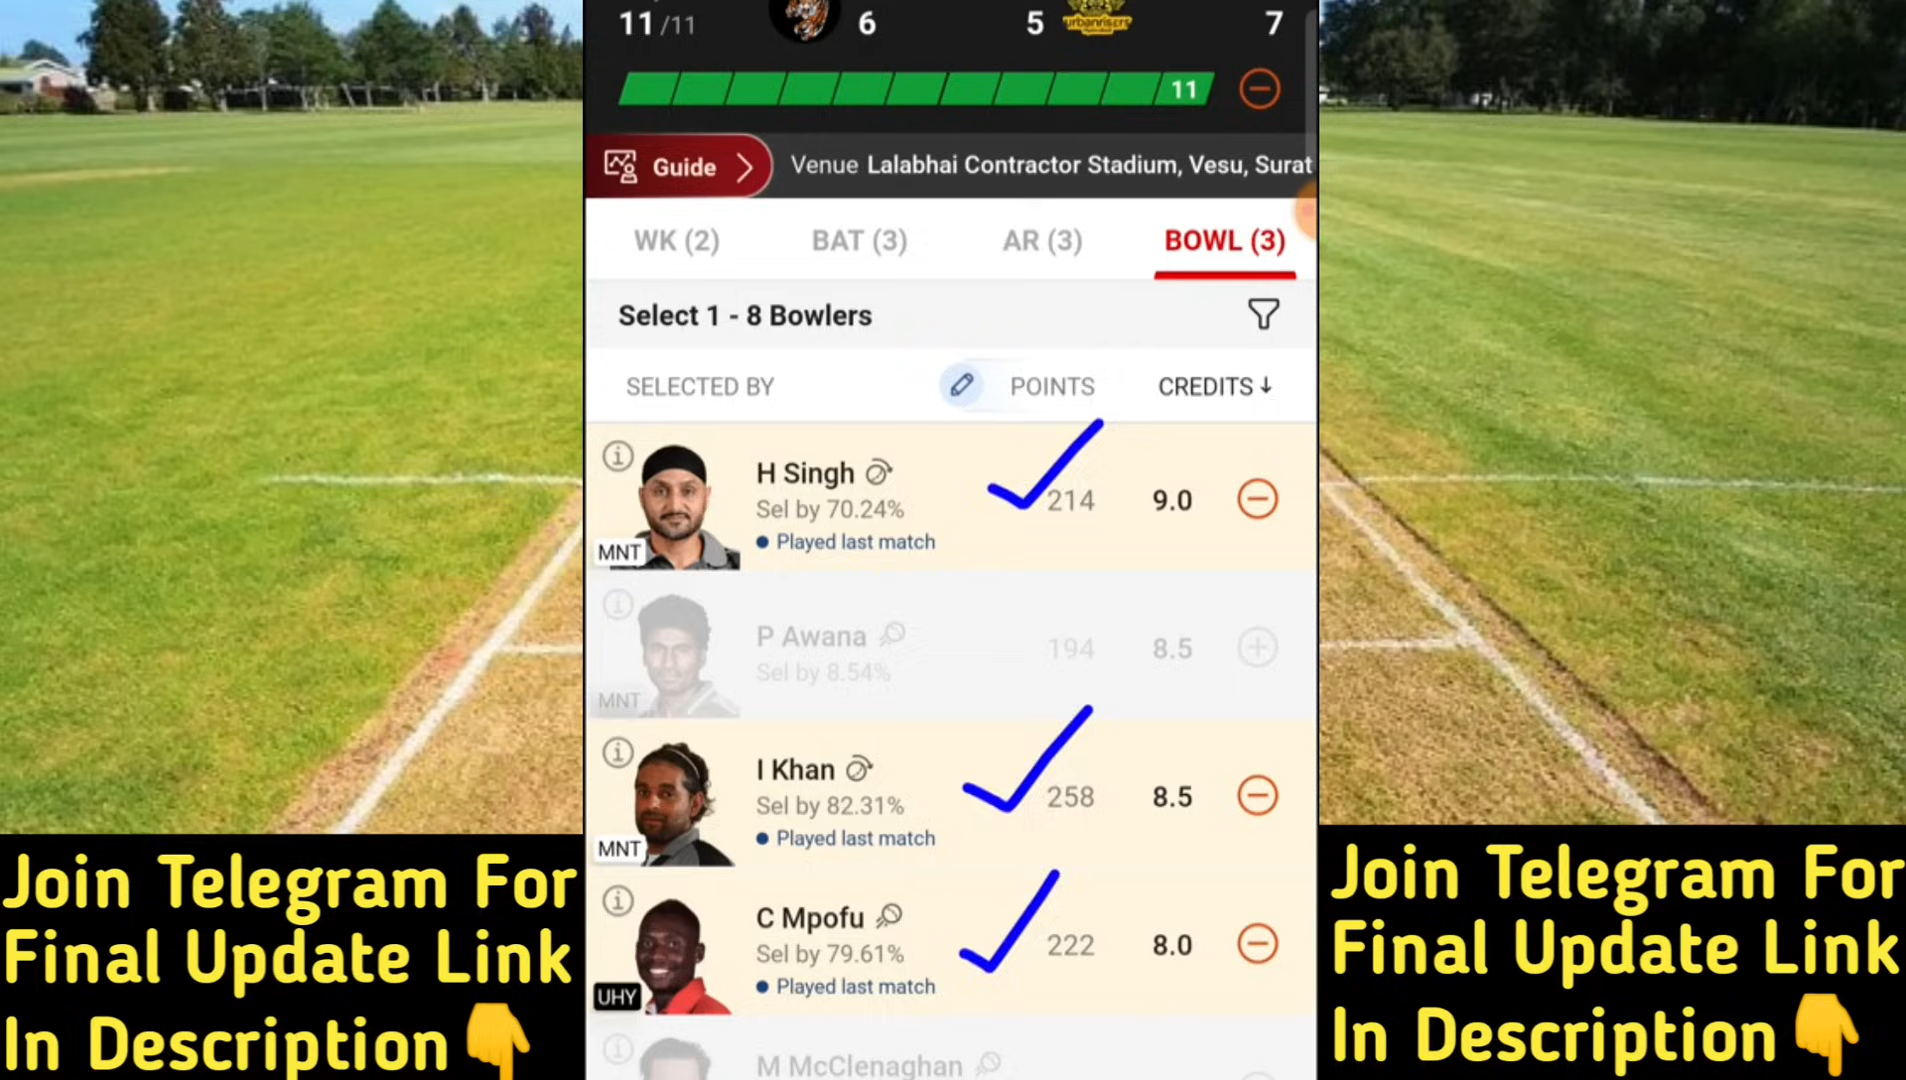 11/11
6
5
urbanrisers
7
11
Guide
Venue Lalabhai Contractor Stadium, Vesu, Surat
WK (2)
BAT (3)
AR (3)
BOWL (3)
Select 1 - 8 Bowlers
SELECTED BY
POINTS
CREDITS↓
H Singh
Sel by 70.24%
Played last match
MNT
214
9.0
P Awana
Sel by 8.54%
MNT
194
8.5
I Khan
Sel by 82.31%
Played last match
MNT
258
8.5
C Mpofu
Sel by 79.61%
Played last match
UHY
222
8.0
M McClenaghan
Join Telegram For
Final Update Link
In Description👇
Join Telegram For
Final Update Link
In Description👇